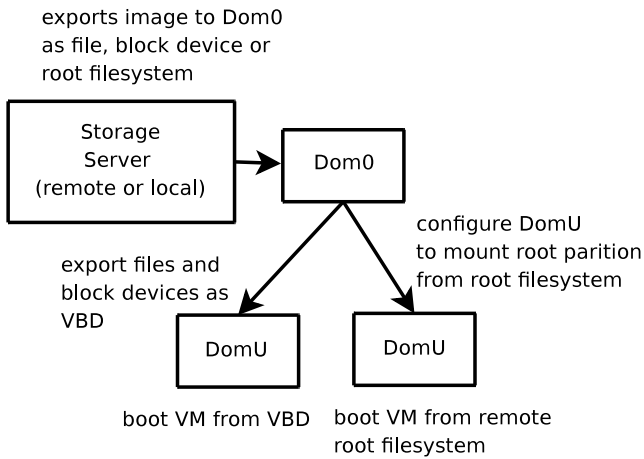 exports image to Dom0
as file, block device or
root filesystem
Storage
Server
(remote or local)
Dom0
configure DomU
to mount root parition
from root filesystem
export files and
block devices as
VBD
DomU
DomU
boot VM from VBD
boot VM from remote
root filesystem